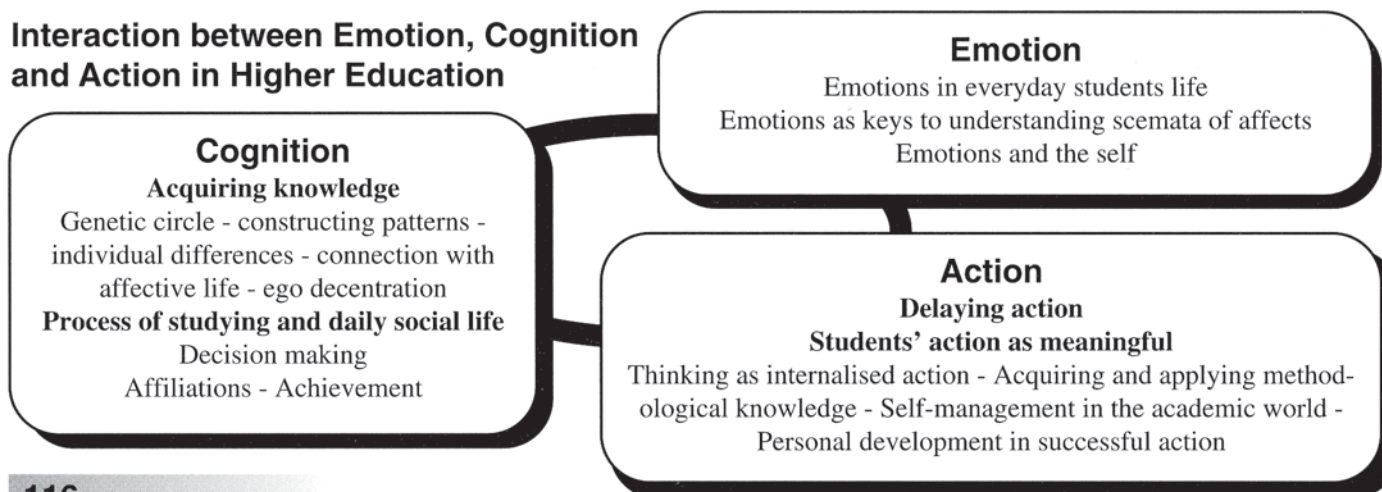 Interaction between Emotion, Cognition
and Action in Higher Education
Emotion
Emotions in everyday students life
Emotions as keys to understanding scemata of affects
Emotions and the self
Cognition
Acquiring knowledge
Genetic circle - constructing patterns -
individual differences - connection with
affective life - ego decentration
Process of studying and daily social life
Decision making
Affiliations - Achievement
Action
Delaying action
Students' action as meaningful
Thinking as internalised action - Acquiring and applying method-
ological knowledge - Self-management in the academic world -
Personal development in successful action
116